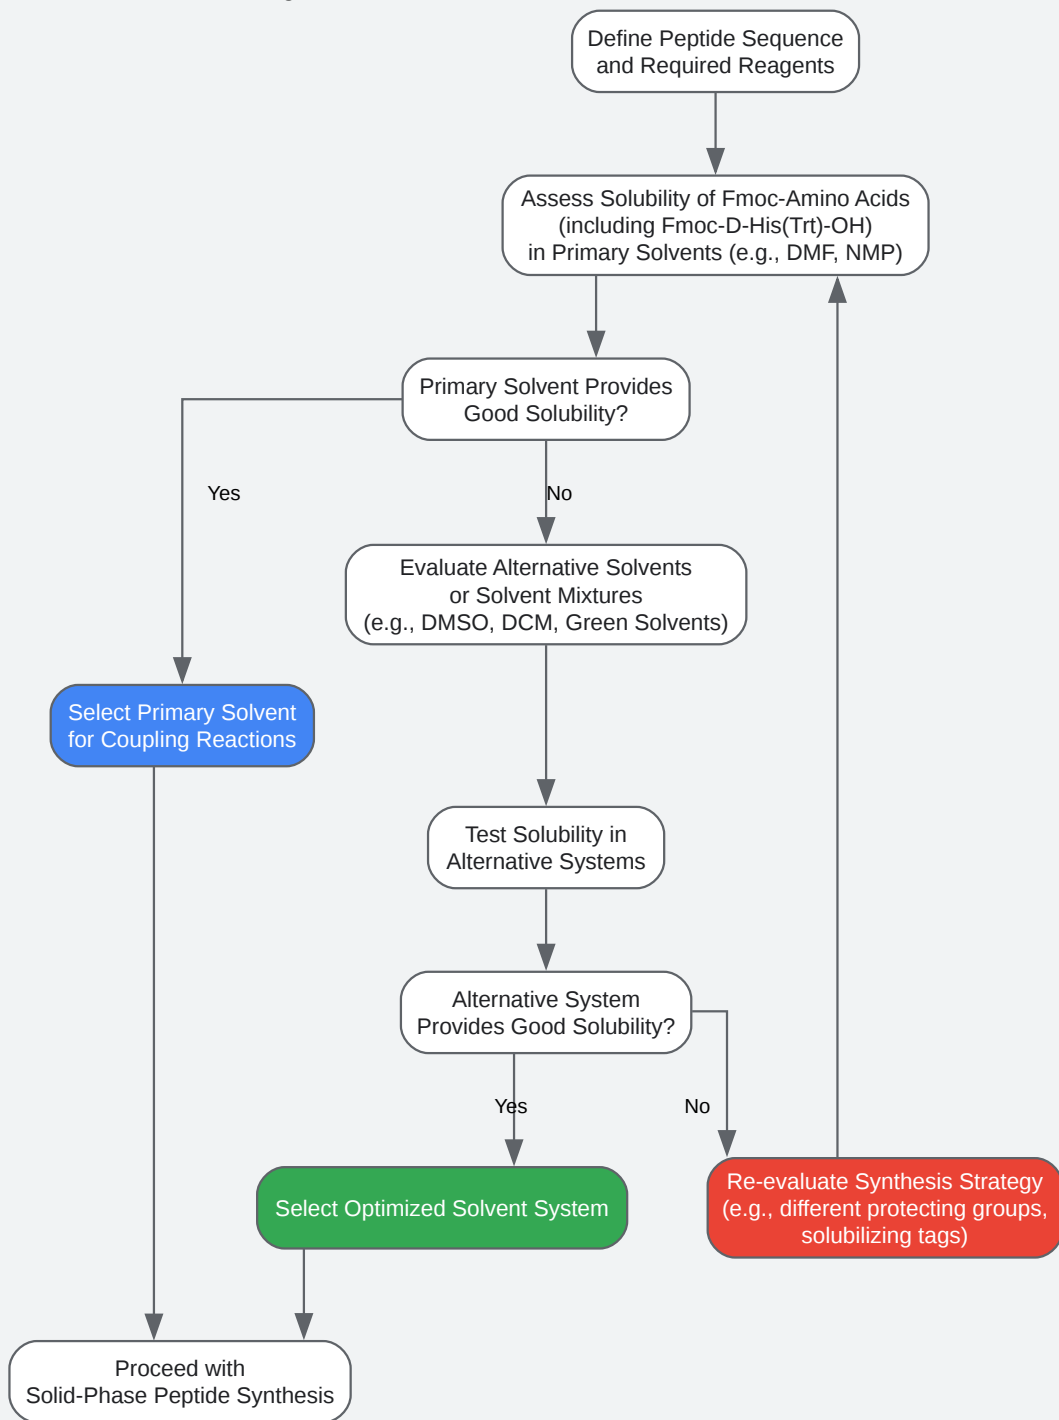 Define Peptide Sequence
and Required Reagents
Assess Solubility of Fmoc-Amino Acids
(including Fmoc-D-His(Trt)-OH)
in Primary Solvents (e.g., DMF, NMP)
Primary Solvent Provides
Good Solubility?
Yes
No
Evaluate Alternative Solvents
or Solvent Mixtures
(e.g., DMSO, DCM, Green Solvents)
Select Primary Solvent
for Coupling Reactions
Test Solubility in
Alternative Systems
Alternative System
Provides Good Solubility?
Yes
No
Select Optimized Solvent System
Re-evaluate Synthesis Strategy
(e.g., different protecting groups,
solubilizing tags)
Proceed with
Solid-Phase Peptide Synthesis